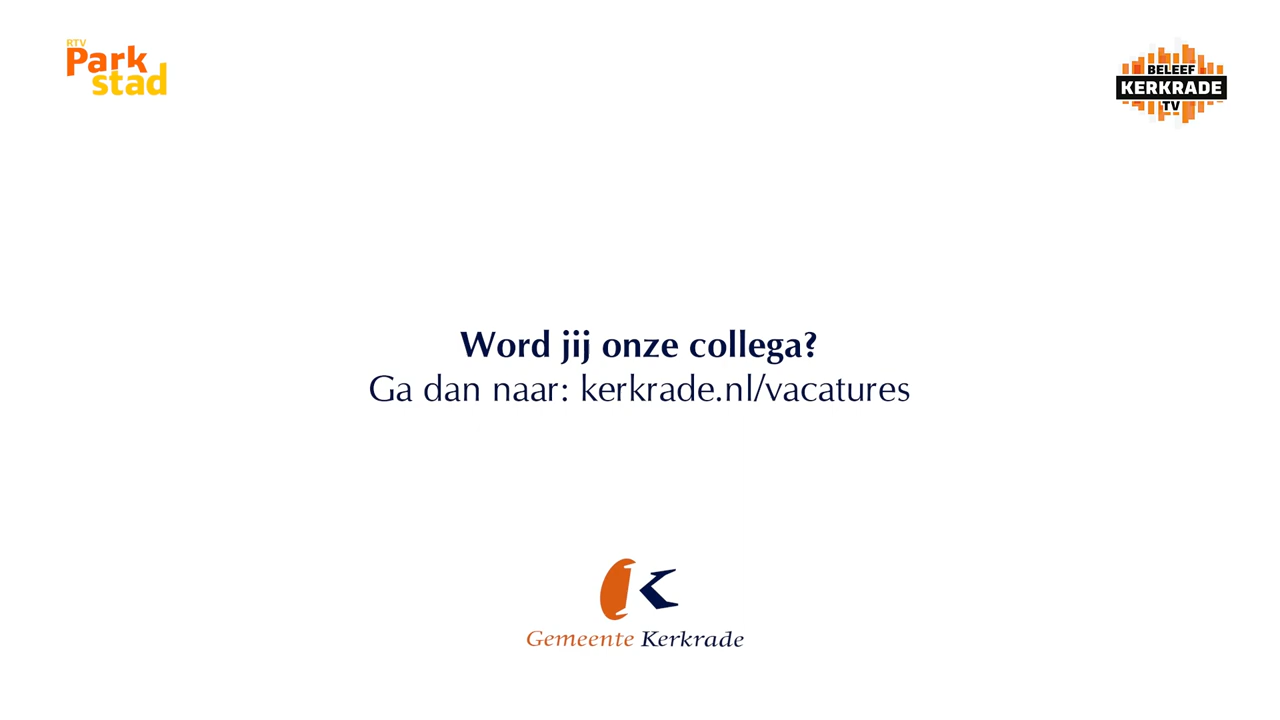 RTV
Park
stad
BELEEF
KERKRADE
TV
Word jij onze collega?
Ga dan naar: kerkrade.nl/vacatures
K
Gemeente Kerkrade